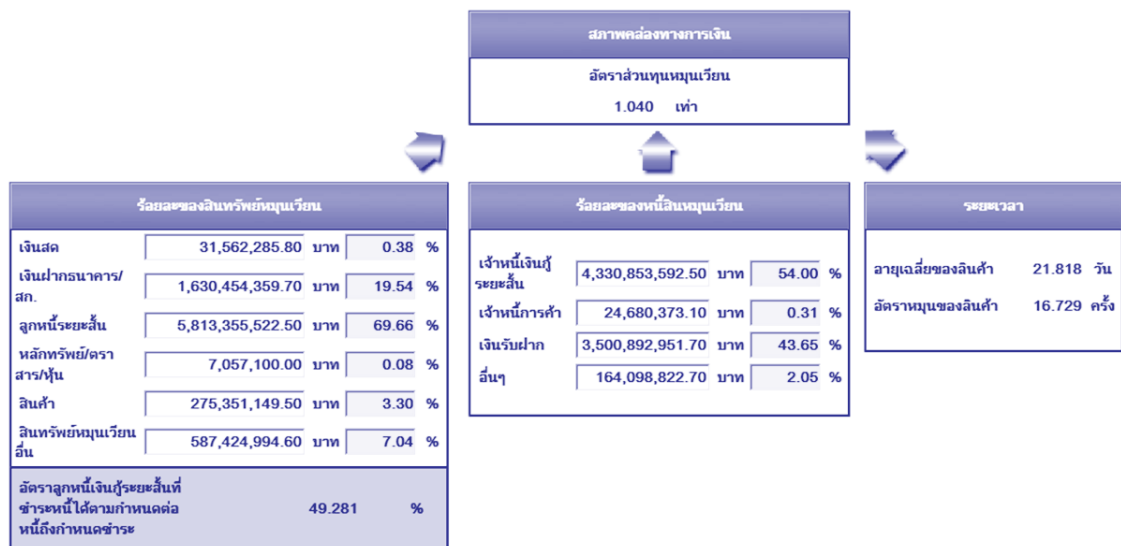 สภาพคล่องทางการเงิน
อัตราส่วนทุนหมุนเวียน
1.040 เท่า
ร้อยละของสินทรัพย์หมุนเวียน
เงินสด 31,562,285.80 บาท 0.38 %
เงินฝากธนาคาร/
สก. 1,630,454,359.70 บาท 19.54 %
ลูกหนี้ระยะสั้น 5,813,355,522.50 บาท 69.66 %
หลักทรัพย์/ตรา
สาร/หุ้น 7,057,100.00 บาท 0.08 %
สินค้า 275,351,149.50 บาท 3.30 %
สินทรัพย์หมุนเวียน
อื่น 587,424,994.60 บาท 7.04 %
อัตราลูกหนี้เงินกู้ระยะสั้นที่
ชำระหนี้ได้ตามกำหนดต่อ 49.281 %
หนี้ถึงกำหนดชำระ
ร้อยละของหนี้สินหมุนเวียน
เจ้าหนี้เงินกู้
ระยะสั้น 4,330,853,592.50 บาท 54.00 %
เจ้าหนี้การค้า 24,680,373.10 บาท 0.31 %
เงินรับฝาก 3,500,892,951.70 บาท 43.65 %
อื่นๆ 164,098,822.70 บาท 2.05 %
ระยะเวลา
อายุเฉลี่ยของสินค้า 21.818 วัน
อัตราหมุนของสินค้า 16.729 ครั้ง